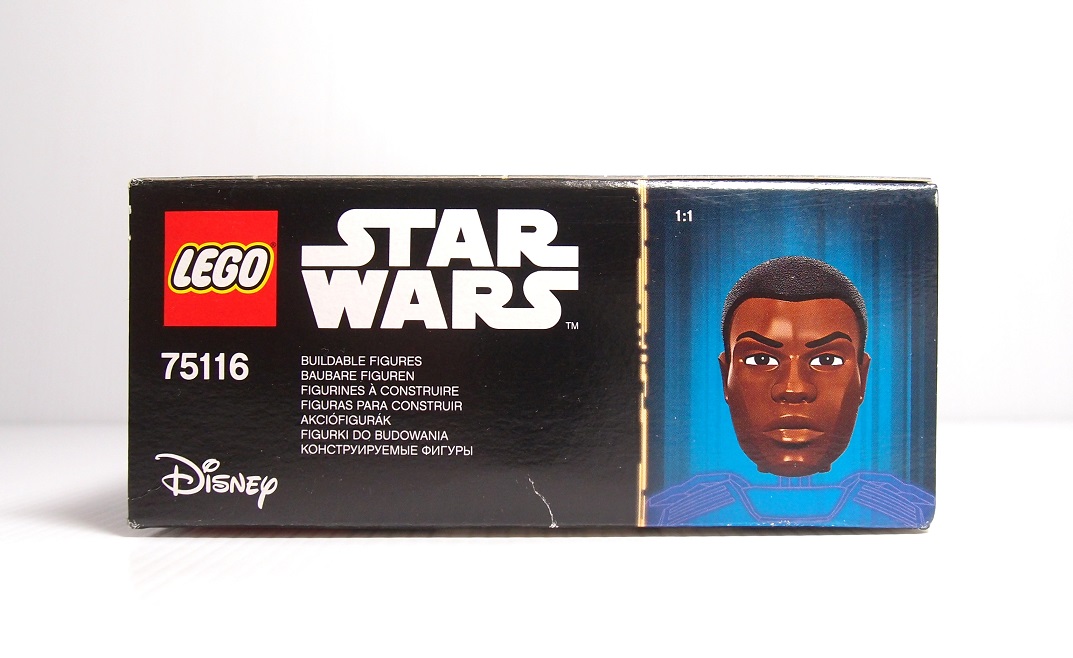 LEGO
STAR
WARS
TM
75116
BUILDABLE FIGURES
BAUBARE FIGUREN
FIGURINES À CONSTRUIRE
FIGURAS PARA CONSTRUIR
AKCIÓFIGURÁK
FIGURKI DO BUDOWANIA
КОНСТРУИРУЕМЫЕ ФИГУРЫ
Disney
1:1